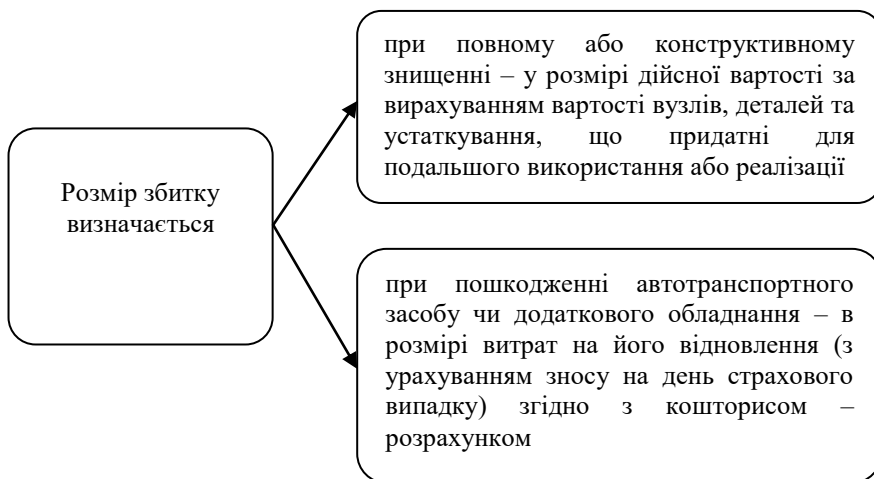 Розмір збитку
визначається
при повному або конструктивному
знищенні – у розмірі дійсної вартості за
вирахуванням вартості вузлів, деталей та
устаткування, що придатні для
подальшого використання або реалізації
при пошкодженні автотранспортного
засобу чи додаткового обладнання – в
розмірі витрат на його відновлення (з
урахуванням зносу на день страхового
випадку) згідно з кошторисом –
розрахунком